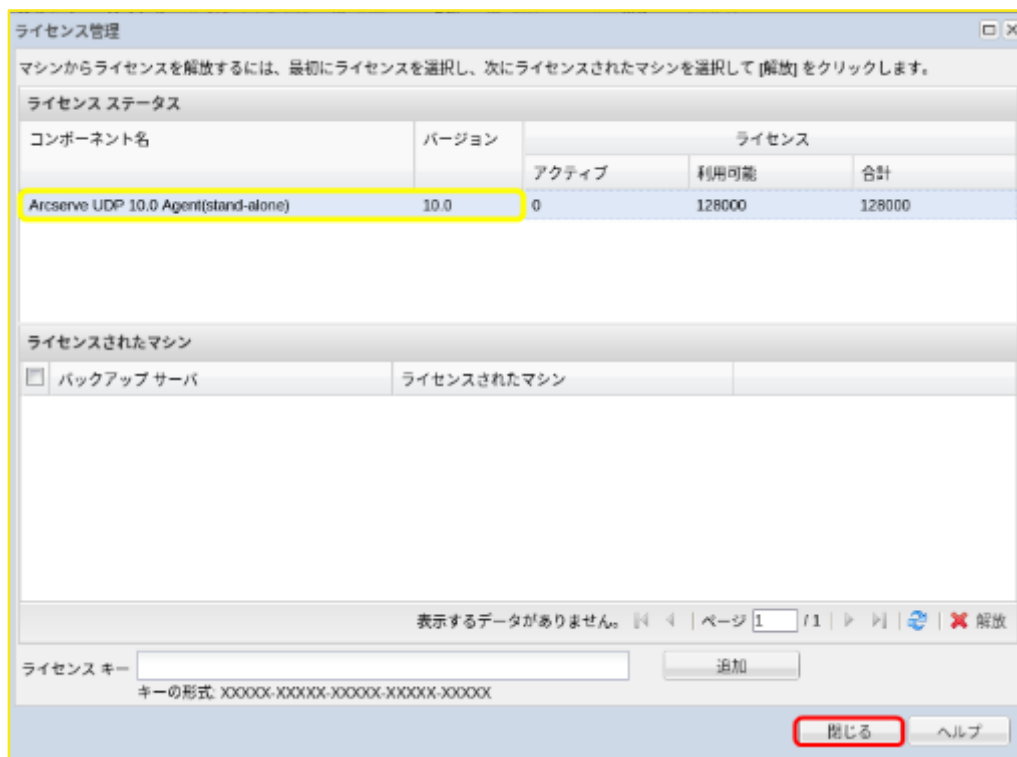 ライセンス管理
マシンからライセンスを解放するには、最初にライセンスを選択し、次にライセンスされたマシンを選択して [解放] をクリックします。
ライセンス ステータス
コンポーネント名 バージョン ライセンス
アクティブ 利用可能 合計
Arcserve UDP 10.0 Agent(stand-alone) 10.0 0 128000 128000
ライセンスされたマシン
バックアップ サーバ ライセンスされたマシン
表示するデータがありません。 ページ 1 / 1 解放
ライセンス キー 追加
キーの形式: XXXXX-XXXXX-XXXXX-XXXXX-XXXXX
閉じる ヘルプ